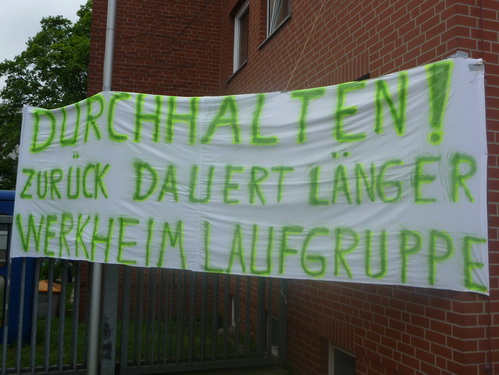 DURCHHALTEN!
ZURÜCK DAUERT LÄNGER
WERKHEIM LAUFGRUPPE